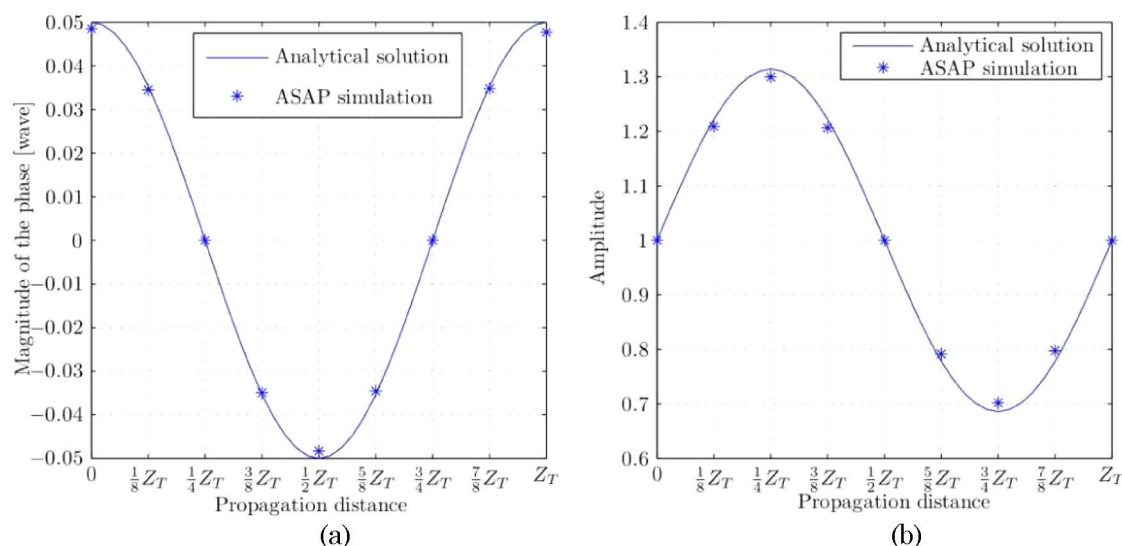 0.05
0.04
0.03
0.02
0.01
0
−0.01
−0.02
−0.03
−0.04
−0.05
Magnitude of the phase [wave]
Analytical solution
ASAP simulation
0 1/8 Z_T 1/4 Z_T 3/8 Z_T 1/2 Z_T 5/8 Z_T 3/4 Z_T 7/8 Z_T Z_T
Propagation distance
(a)
1.4
1.3
1.2
1.1
1
0.9
0.8
0.7
0.6
Amplitude
Analytical solution
ASAP simulation
0 1/8 Z_T 1/4 Z_T 3/8 Z_T 1/2 Z_T 5/8 Z_T 3/4 Z_T 7/8 Z_T Z_T
Propagation distance
(b)